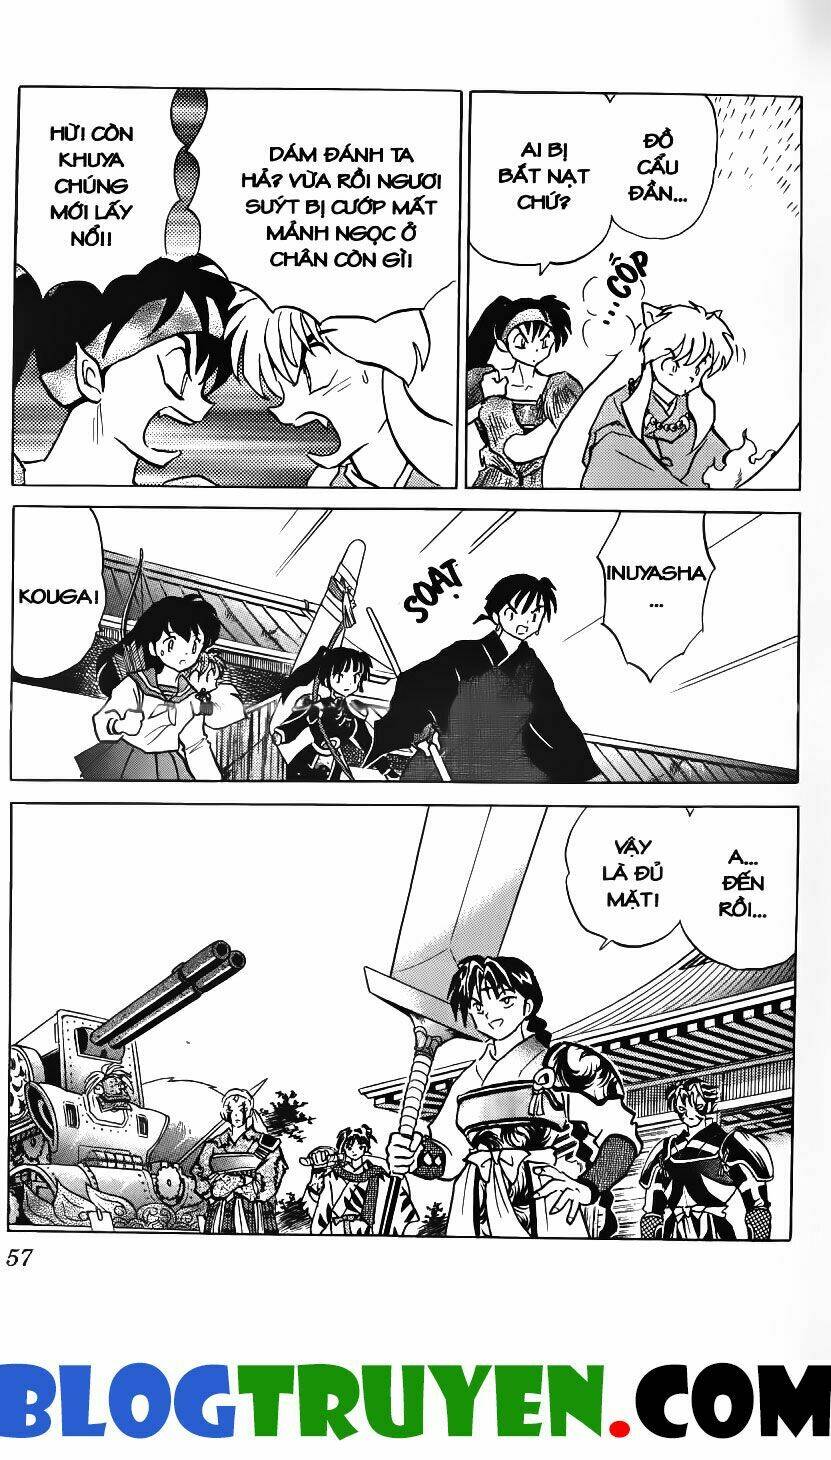 ĐỒ
CẨU
ĐẦN...
AI BỊ
BẮT NẠT
CHỨ?
...CỐP
DÁM ĐÁNH TA
HẢ? VỪA RỒI NGƯƠI
SUÝT BỊ CƯỚP MẤT
MẢNH NGỌC Ở
CHÂN CÒN GÌ!
HỪ! CÒN
KHUYA
CHÚNG
MỚI LẤY
NỔI!
INUYASHA
...
SOẠT
KOUGA!
A...
ĐẾN
RỒI...
VẬY
LÀ ĐỦ
MẶT!
57
BLOGTRUYEN.COM